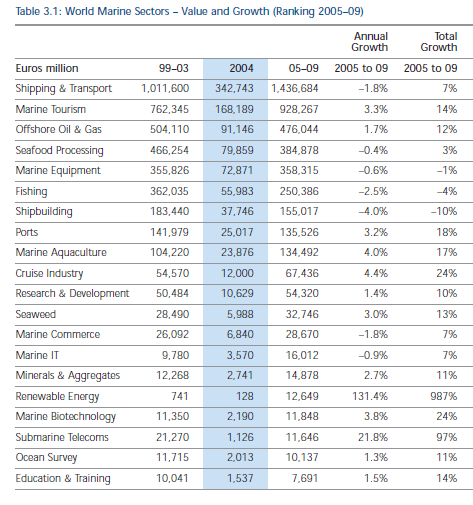 Table 3.1: World Marine Sectors – Value and Growth (Ranking 2005–09)
Annual Growth Total Growth
Euros million 99–03 2004 05–09 2005 to 09 2005 to 09
Shipping & Transport 1,011,600 342,743 1,436,684 –1.8% 7%
Marine Tourism 762,345 168,189 928,267 3.3% 14%
Offshore Oil & Gas 504,110 91,146 476,044 1.7% 12%
Seafood Processing 466,254 79,859 384,878 –0.4% 3%
Marine Equipment 355,826 72,871 358,315 –0.6% –1%
Fishing 362,035 55,983 250,386 –2.5% –4%
Shipbuilding 183,440 37,746 155,017 –4.0% –10%
Ports 141,979 25,017 135,526 3.2% 18%
Marine Aquaculture 104,220 23,876 134,492 4.0% 17%
Cruise Industry 54,570 12,000 67,436 4.4% 24%
Research & Development 50,484 10,629 54,320 1.4% 10%
Seaweed 28,490 5,988 32,746 3.0% 13%
Marine Commerce 26,092 6,840 28,670 –1.8% 7%
Marine IT 9,780 3,570 16,012 –0.9% 7%
Minerals & Aggregates 12,268 2,741 14,878 2.7% 11%
Renewable Energy 741 128 12,649 131.4% 987%
Marine Biotechnology 11,350 2,190 11,848 3.8% 24%
Submarine Telecoms 21,270 1,126 11,646 21.8% 97%
Ocean Survey 11,715 2,013 10,137 1.3% 11%
Education & Training 10,041 1,537 7,691 1.5% 14%